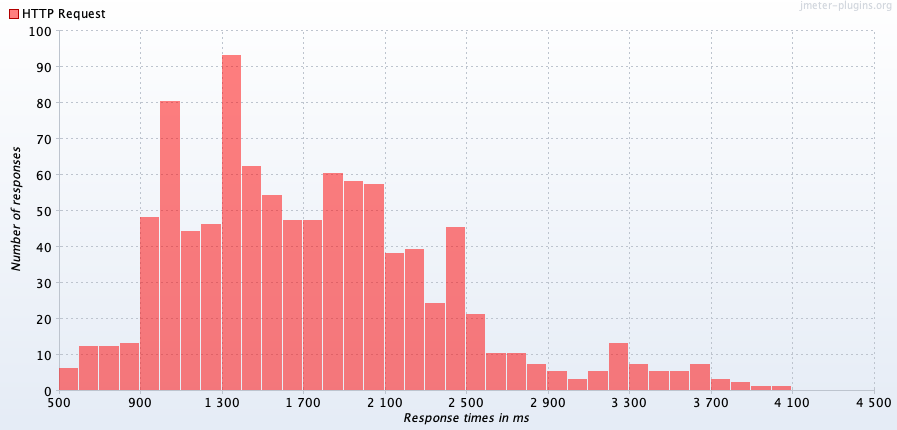 jmeter-plugins.org
HTTP Request
100
90
80
70
60
50
40
30
20
10
0
Number of responses
500 900 1 300 1 700 2 100 2 500 2 900 3 300 3 700 4 100 4 500
Response times in ms